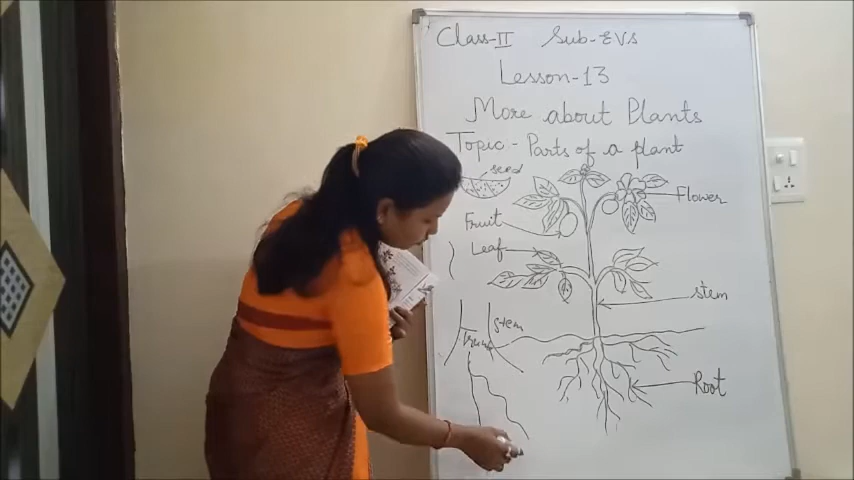 Class-II Sub-EVS
Lesson-13
More about Plants
Topic - Parts of a plant
seed
Flower
Fruit
Leaf
stem
stem
Root